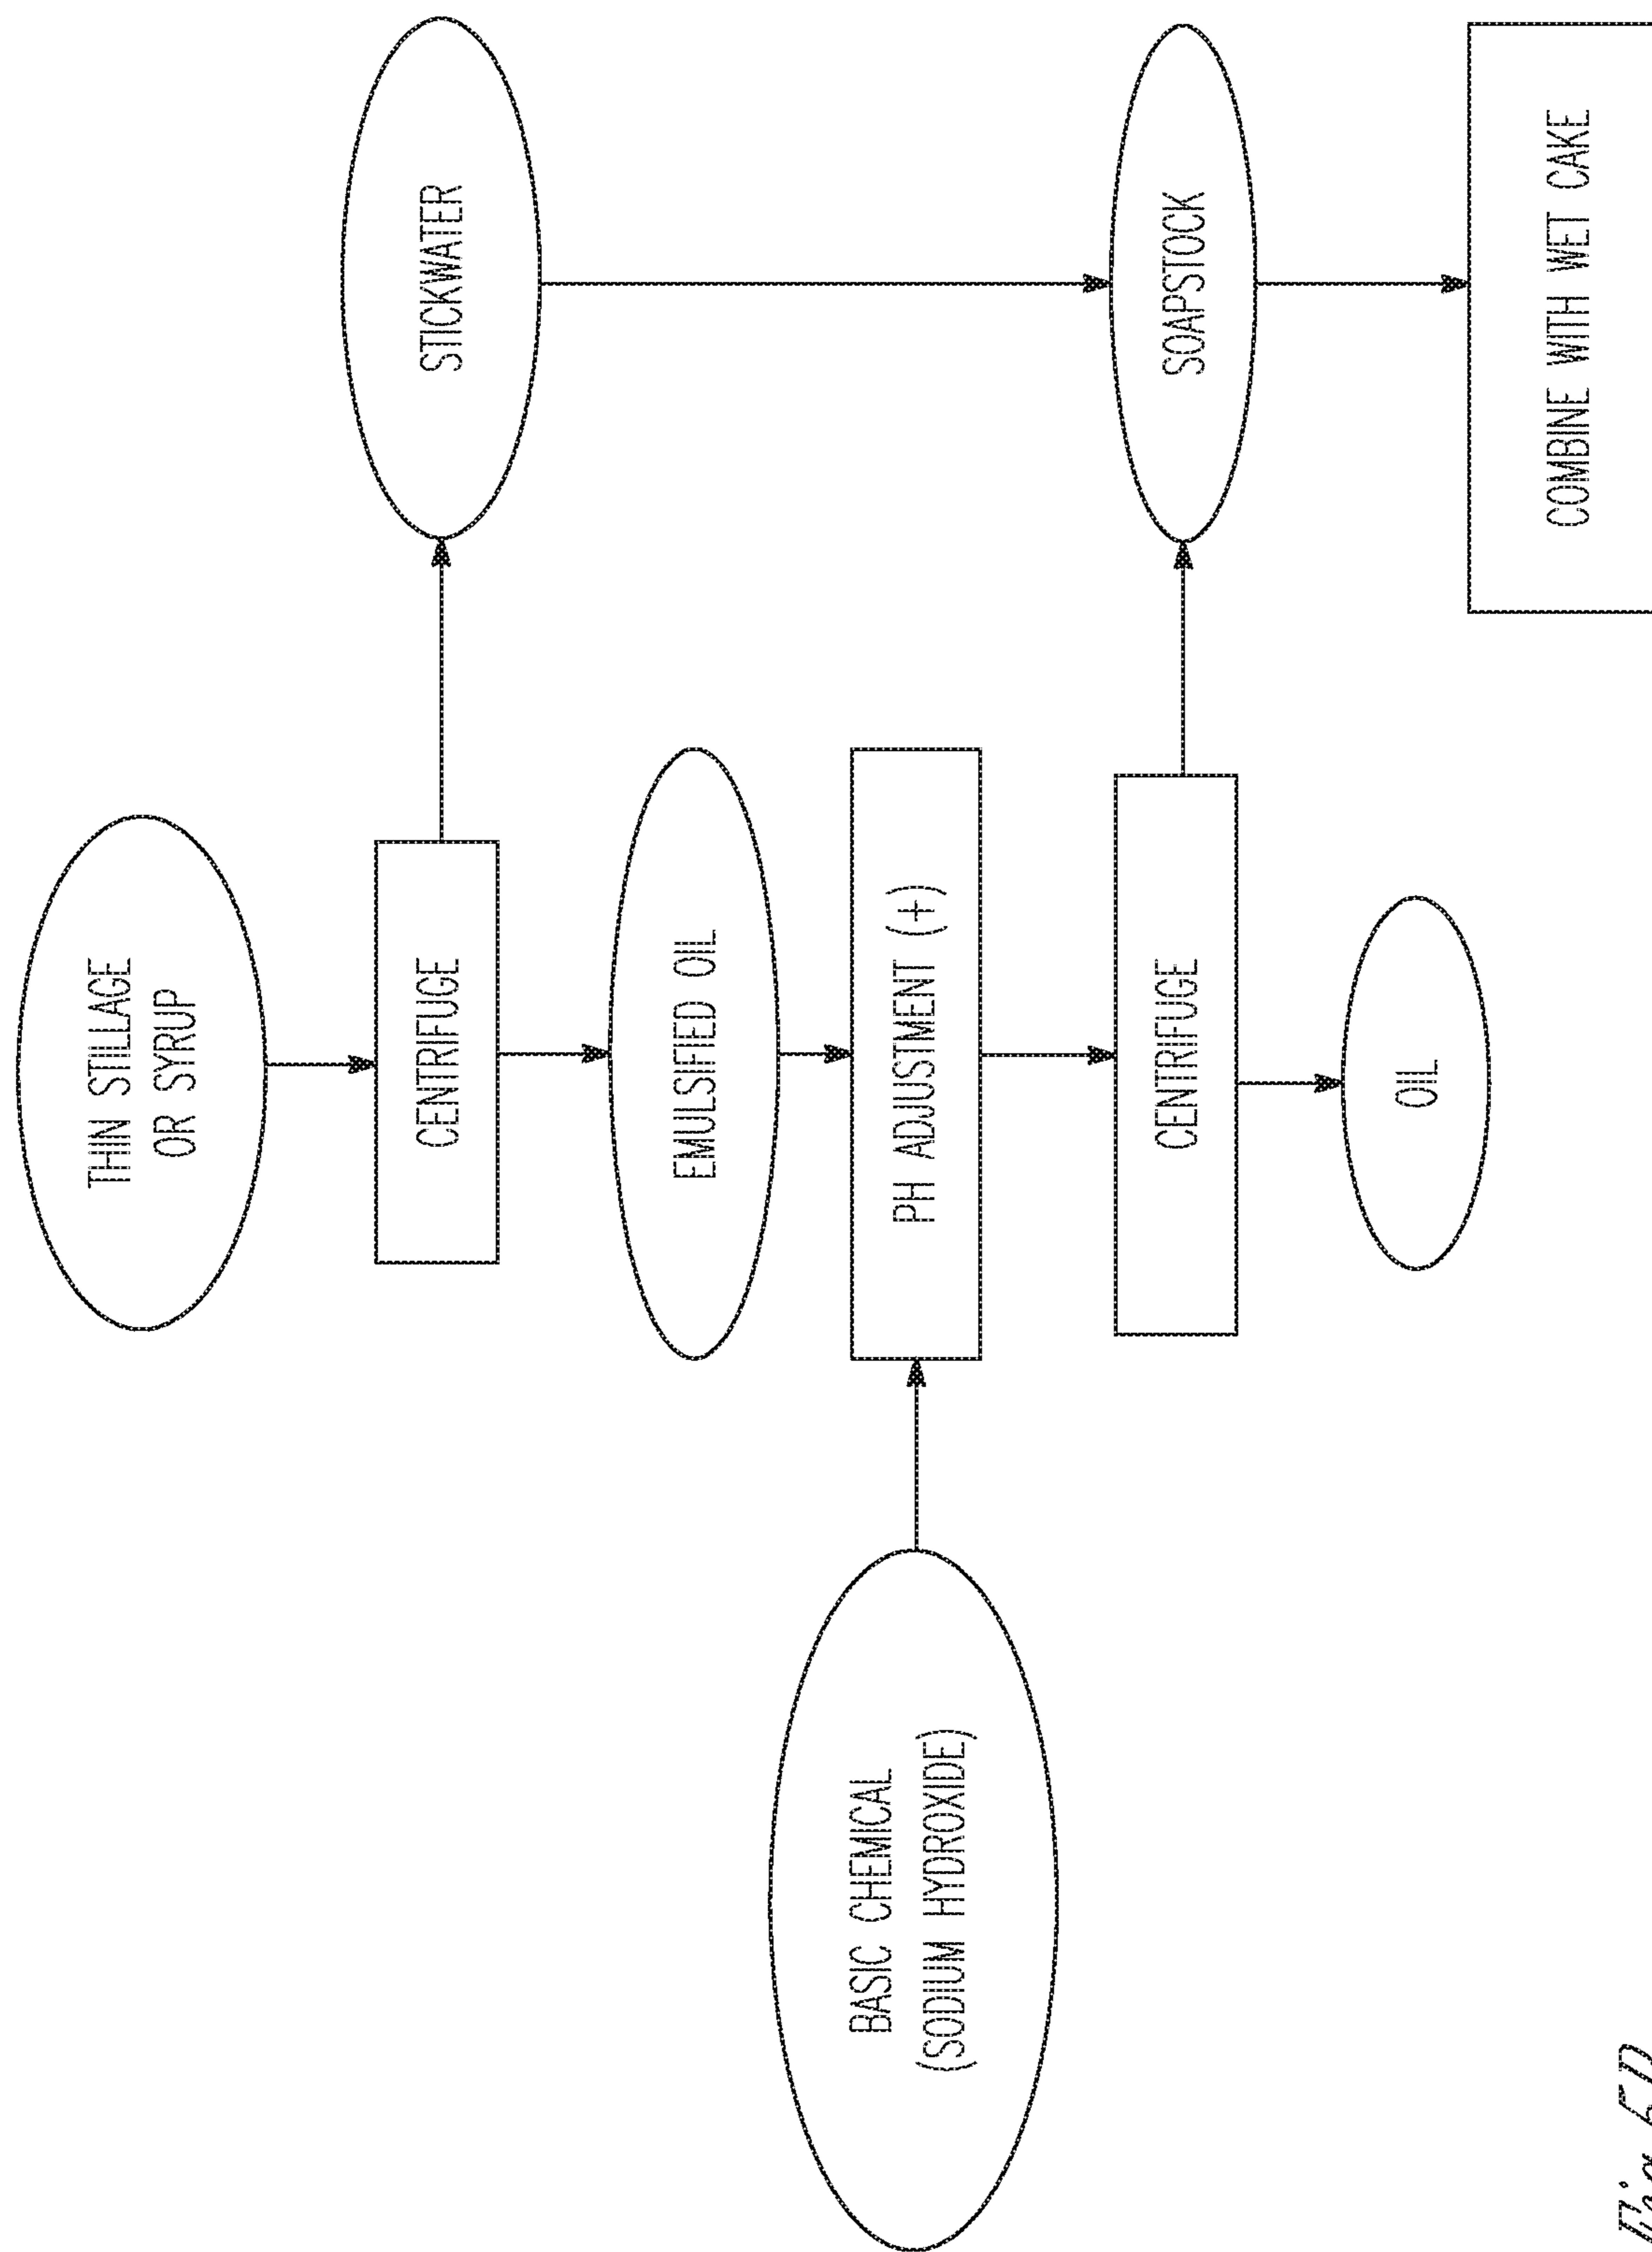 THIN STILLAGE
OR SYRUP
CENTRIFUGE
STICKWATER
EMULSIFIED OIL
BASIC CHEMICAL
(SODIUM HYDROXIDE)
PH ADJUSTMENT (+)
CENTRIFUGE
SOAPSTOCK
OIL
COMBINE WITH WET CAKE